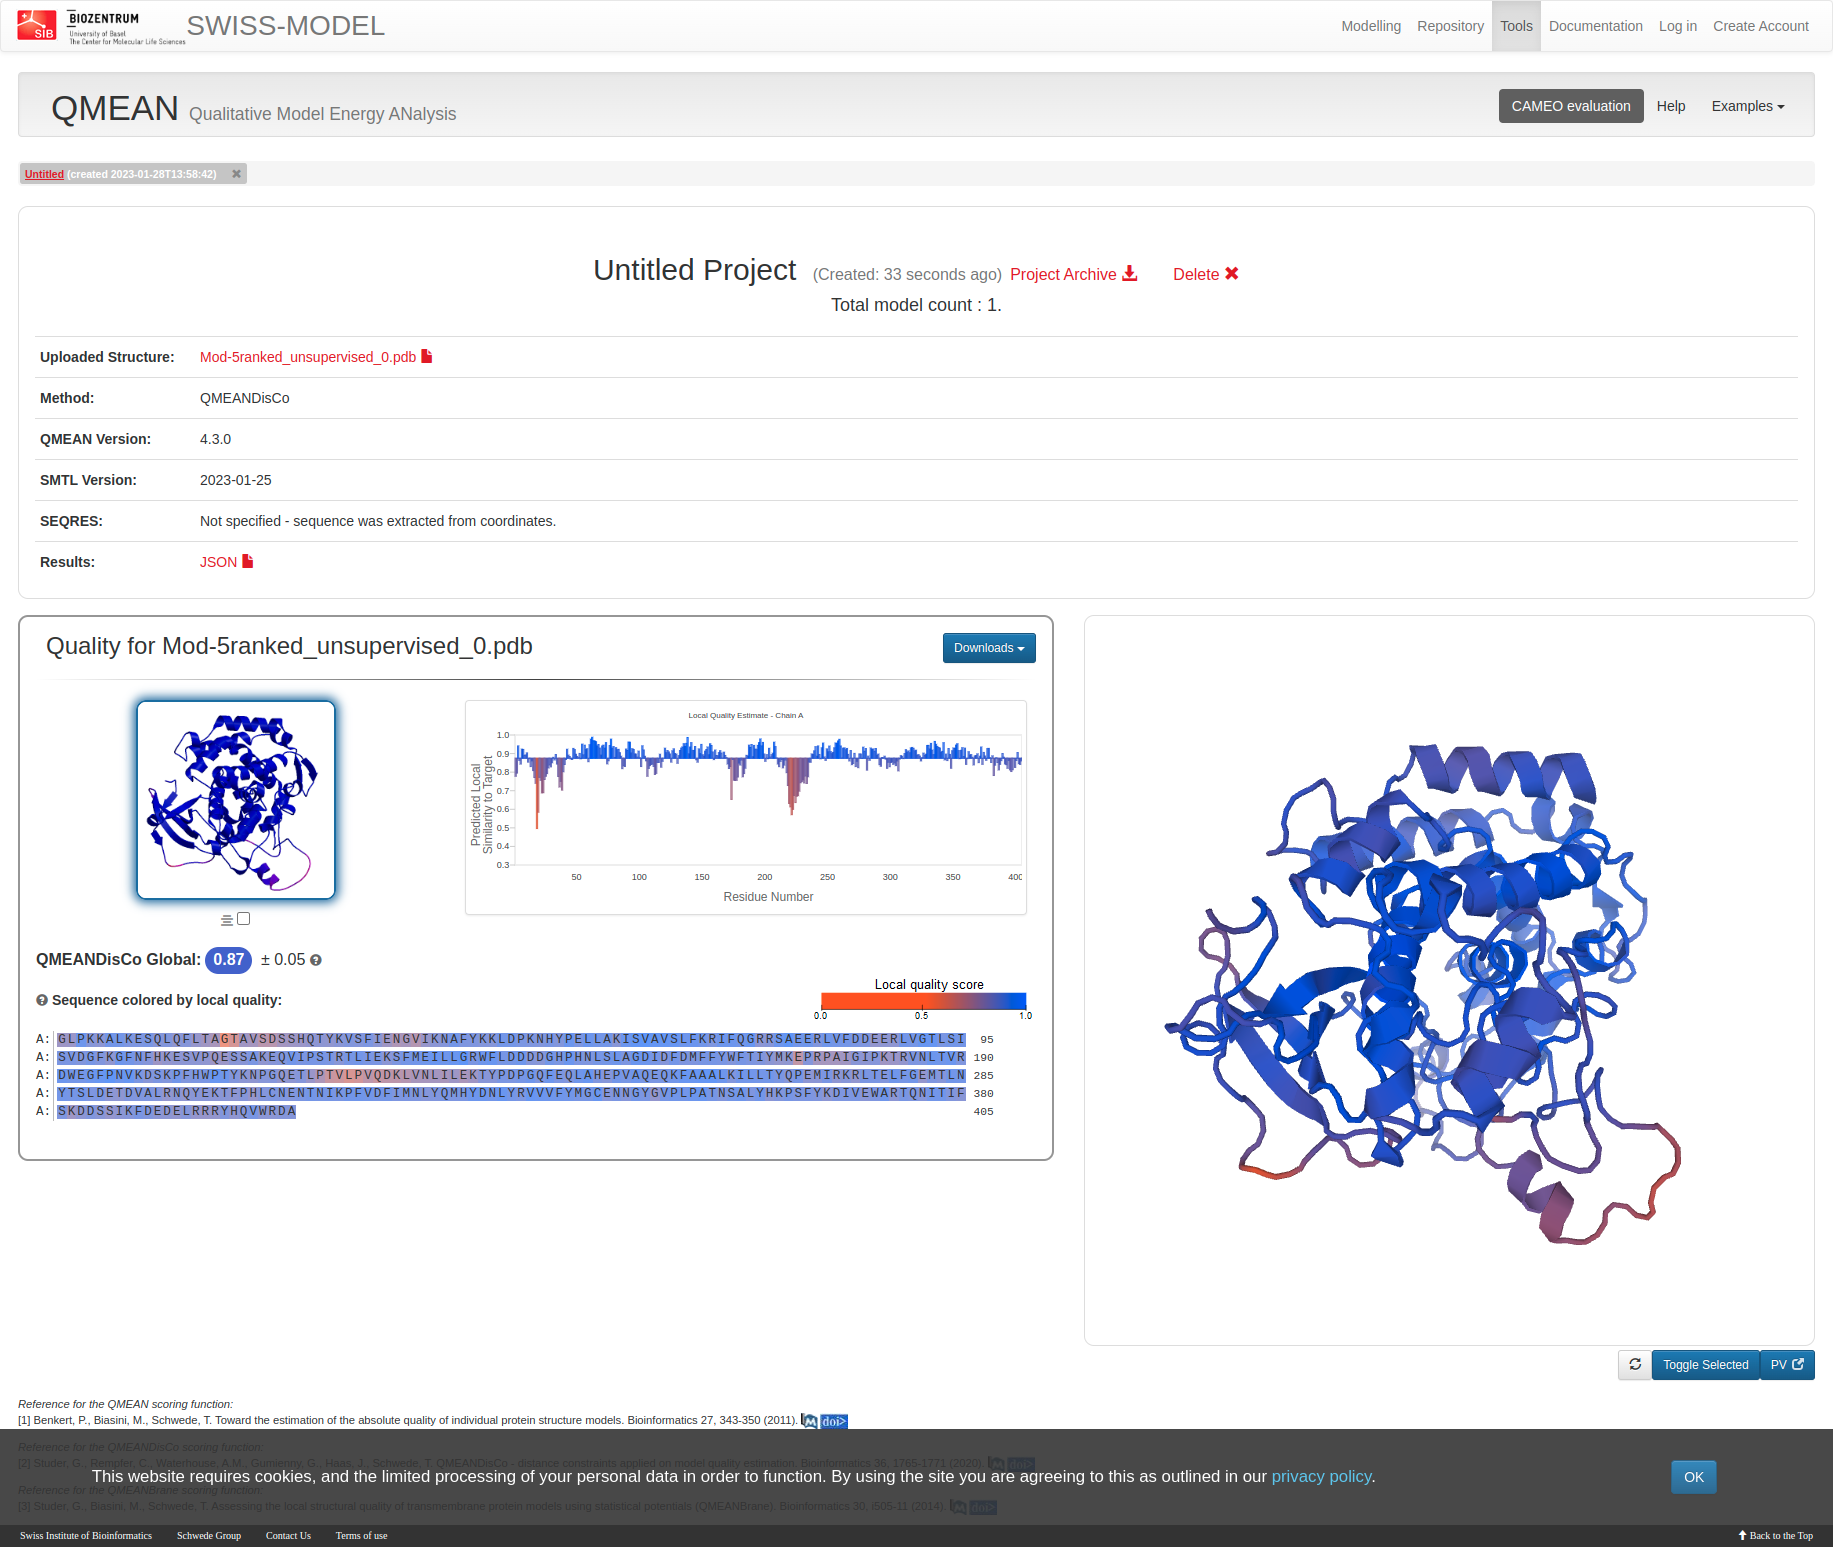 SIB
BIOZENTRUM
University of Basel
The Center for Molecular Life Sciences
SWISS-MODEL
Modelling
Repository
Tools
Documentation
Log in
Create Account
QMEAN Qualitative Model Energy ANalysis
CAMEO evaluation
Help
Examples
Untitled (created 2023-01-28T13:58:42)
Untitled Project (Created: 33 seconds ago) Project Archive Delete
Total model count : 1.
Uploaded Structure: Mod-5ranked_unsupervised_0.pdb
Method: QMEANDisCo
QMEAN Version: 4.3.0
SMTL Version: 2023-01-25
SEQRES: Not specified - sequence was extracted from coordinates.
Results: JSON
Quality for Mod-5ranked_unsupervised_0.pdb
Downloads
Local Quality Estimate - Chain A
Predicted Local
Similarity to Target
1.0
0.9
0.8
0.7
0.6
0.5
0.4
0.3
50 100 150 200 250 300 350 400
Residue Number
QMEANDisCo Global: 0.87 ± 0.05
Sequence colored by local quality:
Local quality score
0.0 0.5 1.0
A: GLPKKALKESQLQFLTAGTAVSDSSHQTYKVSFIENGVIKNAFYKKLDPKNHYPELLAKISVAVSLFKRIFQGRRSAEERLVFDDEERLVGTLSI 95
A: SVDGFKGFNFHKESVPQESSAKEQVIPSTRTLIEKSFMEILLGRWFLDDDDGHPHNLSLAGDIDFDMFFYWFTIYMKEPRPAIGIPKTRVNLTVR 190
A: DWEGFPNVKDSKPFHWPTYKNPGQETLPTVLPVQDKLVNLILEKTYPDPGQFEQLAHEPVAQEQKFAAALKILLTYQPEMIRKRLTELFGEMTLN 285
A: YTSLDETDVALRNQYEKTFPHLCNENTNIKPFVDFIMNLYQMHYDNLYRVVVFYMGCENNGYGVPLPATNSALYHKPSFYKDIVEWARTQNITIF 380
A: SKDDSSIKFDEDELRRRYHQVWRDA 405
Toggle Selected
PV
Reference for the QMEAN scoring function:
[1] Benkert, P., Biasini, M., Schwede, T. Toward the estimation of the absolute quality of individual protein structure models. Bioinformatics 27, 343-350 (2011). doi>
Reference for the QMEANDisCo scoring function:
[2] Studer, G., Rempfer, C., Waterhouse, A.M., Gumienny, G., Haas, J., Schwede, T. QMEANDisCo - distance constraints applied on model quality estimation. Bioinformatics 36, 1765-1771 (2020). doi>
This website requires cookies, and the limited processing of your personal data in order to function. By using the site you are agreeing to this as outlined in our privacy policy.
OK
Reference for the QMEANBrane scoring function:
[3] Studer, G., Biasini, M., Schwede, T. Assessing the local structural quality of transmembrane protein models using statistical potentials (QMEANBrane). Bioinformatics 30, i505-11 (2014). doi>
Swiss Institute of Bioinformatics
Schwede Group
Contact Us
Terms of use
Back to the Top